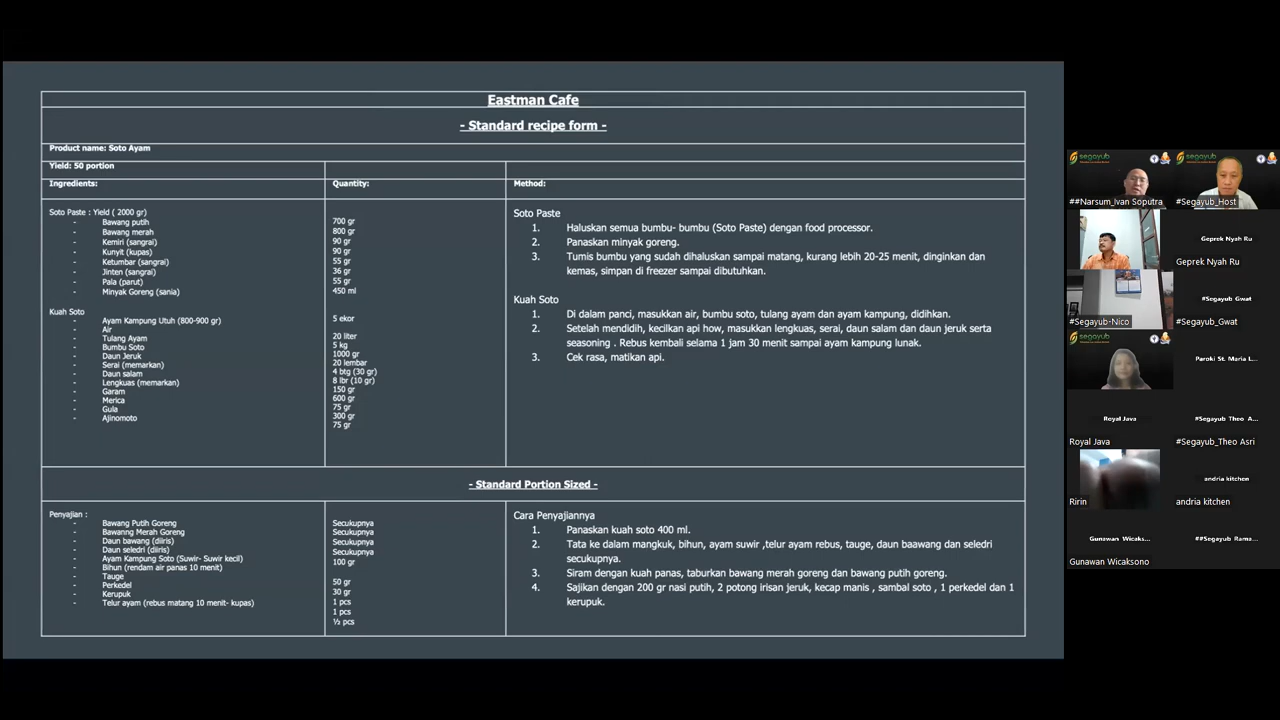 Eastman Cafe
- Standard recipe form -
Product name: Soto Ayam
Yield: 50 portion
Ingredients:
Quantity:
Method:
Soto Paste : Yield ( 2000 gr)
- Bawang putih
- Bawang merah
- Kemiri (sangrai)
- Kunyit (kupas)
- Ketumbar (sangrai)
- Jinten (sangrai)
- Pala (parut)
- Minyak Goreng (sania)
Kuah Soto
- Ayam Kampung Utuh (800-900 gr)
- Air
- Tulang Ayam
- Bumbu Soto
- Daun Jeruk
- Serai (memarkan)
- Daun salam
- Lengkuas (memarkan)
- Garam
- Merica
- Gula
- Ajinomoto
700 gr
800 gr
90 gr
90 gr
55 gr
36 gr
55 gr
450 ml
5 ekor
20 liter
5 kg
1000 gr
20 lembar
4 btg (30 gr)
8 lbr (10 gr)
150 gr
600 gr
75 gr
300 gr
75 gr
Soto Paste
1. Haluskan semua bumbu- bumbu (Soto Paste) dengan food processor.
2. Panaskan minyak goreng.
3. Tumis bumbu yang sudah dihaluskan sampai matang, kurang lebih 20-25 menit, dinginkan dan
kemas, simpan di freezer sampai dibutuhkan.
Kuah Soto
1. Di dalam panci, masukkan air, bumbu soto, tulang ayam dan ayam kampung, didihkan.
2. Setelah mendidih, kecilkan api how, masukkan lengkuas, serai, daun salam dan daun jeruk serta
seasoning . Rebus kembali selama 1 jam 30 menit sampai ayam kampung lunak.
3. Cek rasa, matikan api.
- Standard Portion Sized -
Penyajian :
- Bawang Putih Goreng
- Bawanng Merah Goreng
- Daun bawang (diiris)
- Daun seledri (diiris)
- Ayam Kampung Soto (Suwir- Suwir kecil)
- Bihun (rendam air panas 10 menit)
- Tauge
- Perkedel
- Kerupuk
- Telur ayam (rebus matang 10 menit- kupas)
Secukupnya
Secukupnya
Secukupnya
Secukupnya
100 gr
50 gr
30 gr
1 pcs
1 pcs
½ pcs
Cara Penyajiannya
1. Panaskan kuah soto 400 ml.
2. Tata ke dalam mangkuk, bihun, ayam suwir ,telur ayam rebus, tauge, daun baawang dan seledri
secukupnya.
3. Siram dengan kuah panas, taburkan bawang merah goreng dan bawang putih goreng.
4. Sajikan dengan 200 gr nasi putih, 2 potong irisan jeruk, kecap manis , sambal soto , 1 perkedel dan 1
kerupuk.
segayub
##Narsum_Ivan Soputra
segayub
#Segayub_Host
Geprek Nyah Ru
Geprek Nyah Ru
#Segayub-Nico
#Segayub Gwat
#Segayub_Gwat
segayub
Paroki St. Maria L...
Royal Java
Royal Java
#Segayub Theo A...
#Segayub_Theo Asri
Ririn
andria kitchen
andria kitchen
Gunawan Wicaks...
Gunawan Wicaksono
##Segayub Rama...